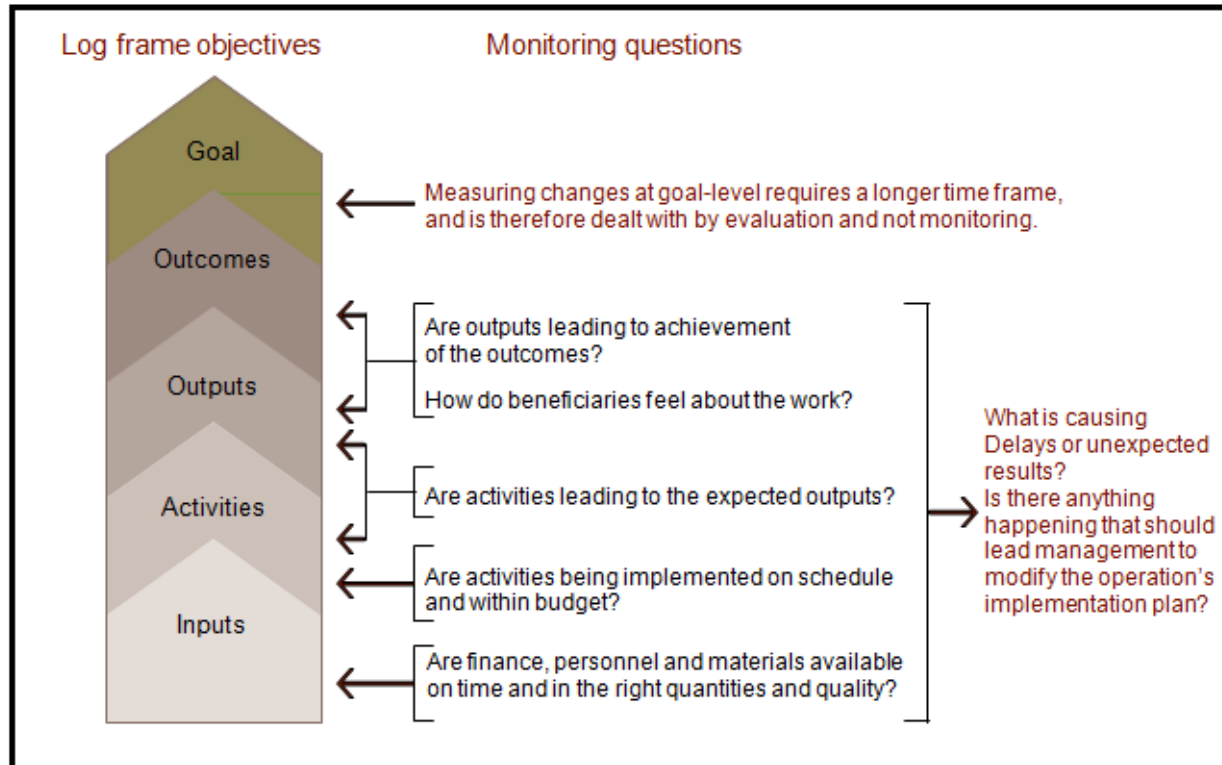 Log frame objectives
Monitoring questions
Goal
Measuring changes at goal-level requires a longer time frame,
and is therefore dealt with by evaluation and not monitoring.
Outcomes
Are outputs leading to achievement
of the outcomes?
How do beneficiaries feel about the work?
Outputs
Are activities leading to the expected outputs?
Activities
Are activities being implemented on schedule
and within budget?
Inputs
Are finance, personnel and materials available
on time and in the right quantities and quality?
What is causing
Delays or unexpected
results?
Is there anything
happening that should
lead management to
modify the operation's
implementation plan?